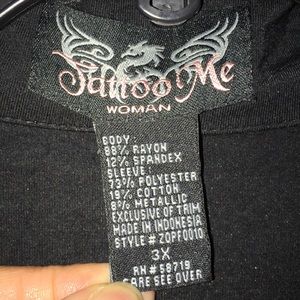 Tattoo Me
WOMAN
BODY:
88% RAYON
12% SPANDEX
SLEEVE:
73% POLYESTER
19% COTTON
8% METALLIC
EXCLUSIVE OF TRIM
MADE IN INDONESIA
STYLE# ZOPF0010
3X
RN#58719
CARE SEE OVER